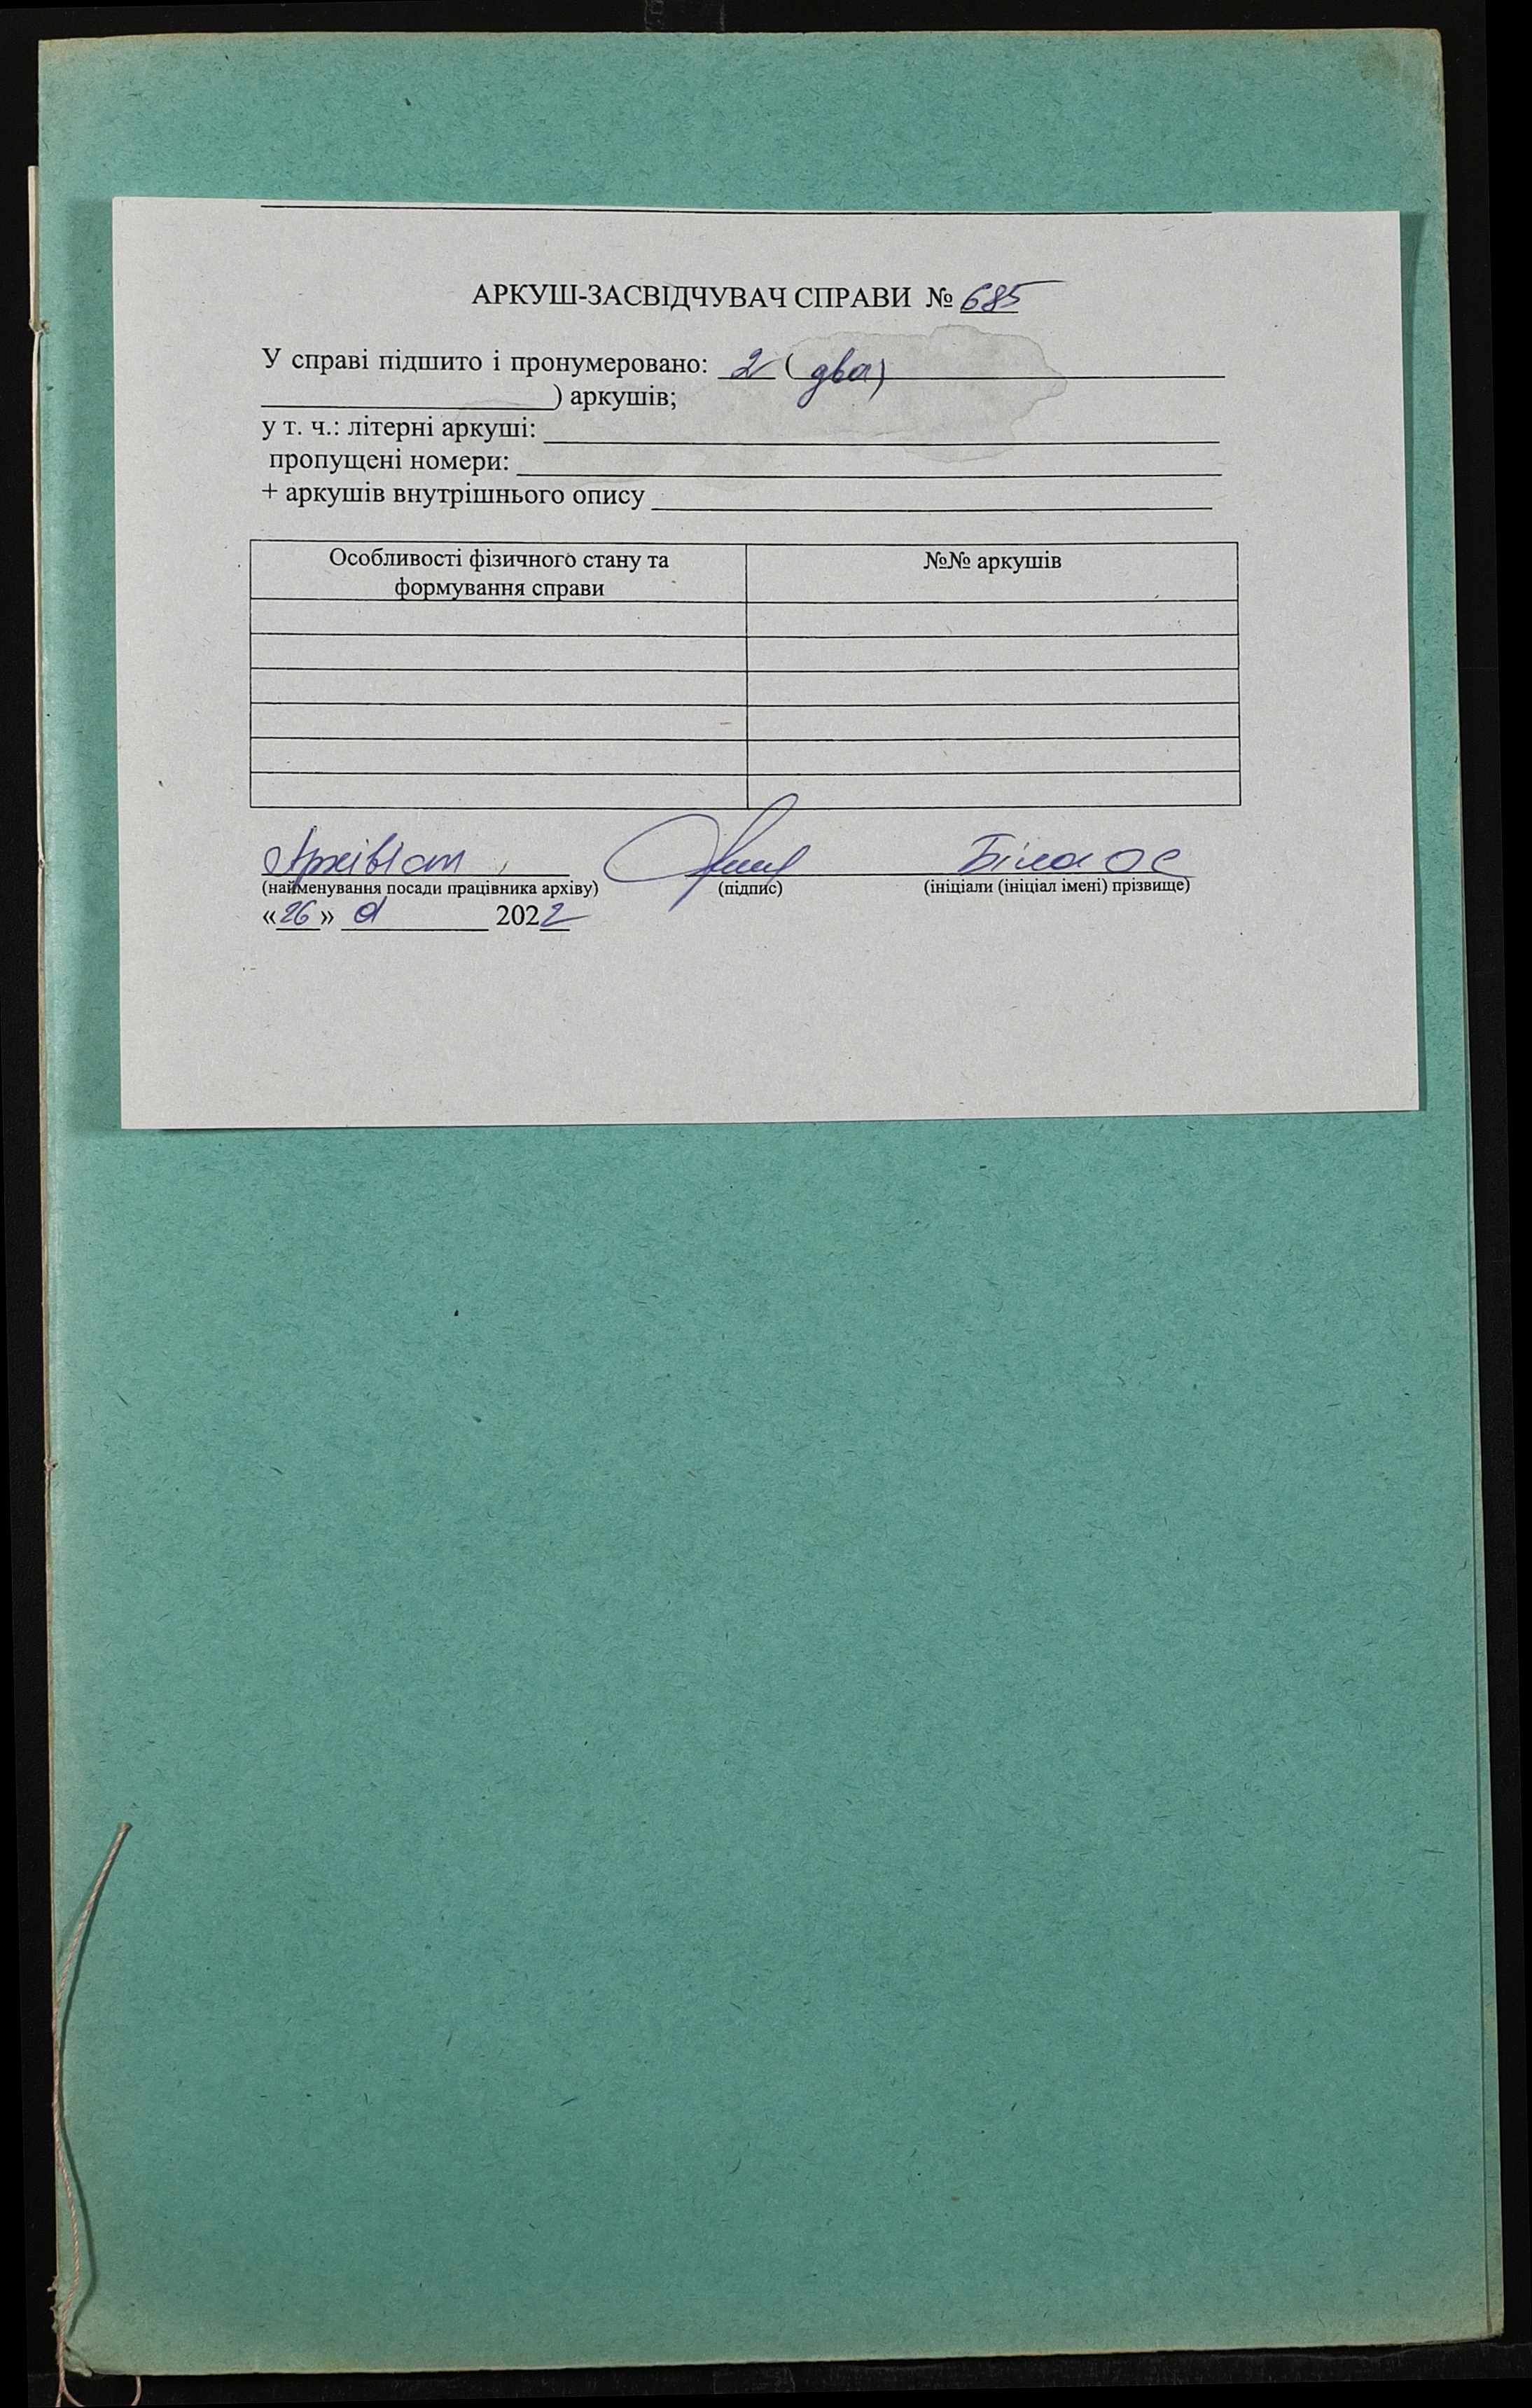 АРКУШ-ЗАСВІДЧУВАЧ СПРАВИ № 685
У справі підшито і пронумеровано: 2 (два)
) аркушів;
у т. ч.: літерні аркуші:
пропущені номери:
+ аркушів внутрішнього опису
Особливості фізичного стану та
формування справи
№№ аркушів
Архівіст Біла ОС
(найменування посади працівника архіву) (підпис) (ініціали (ініціал імені) прізвище)
«26» 2022